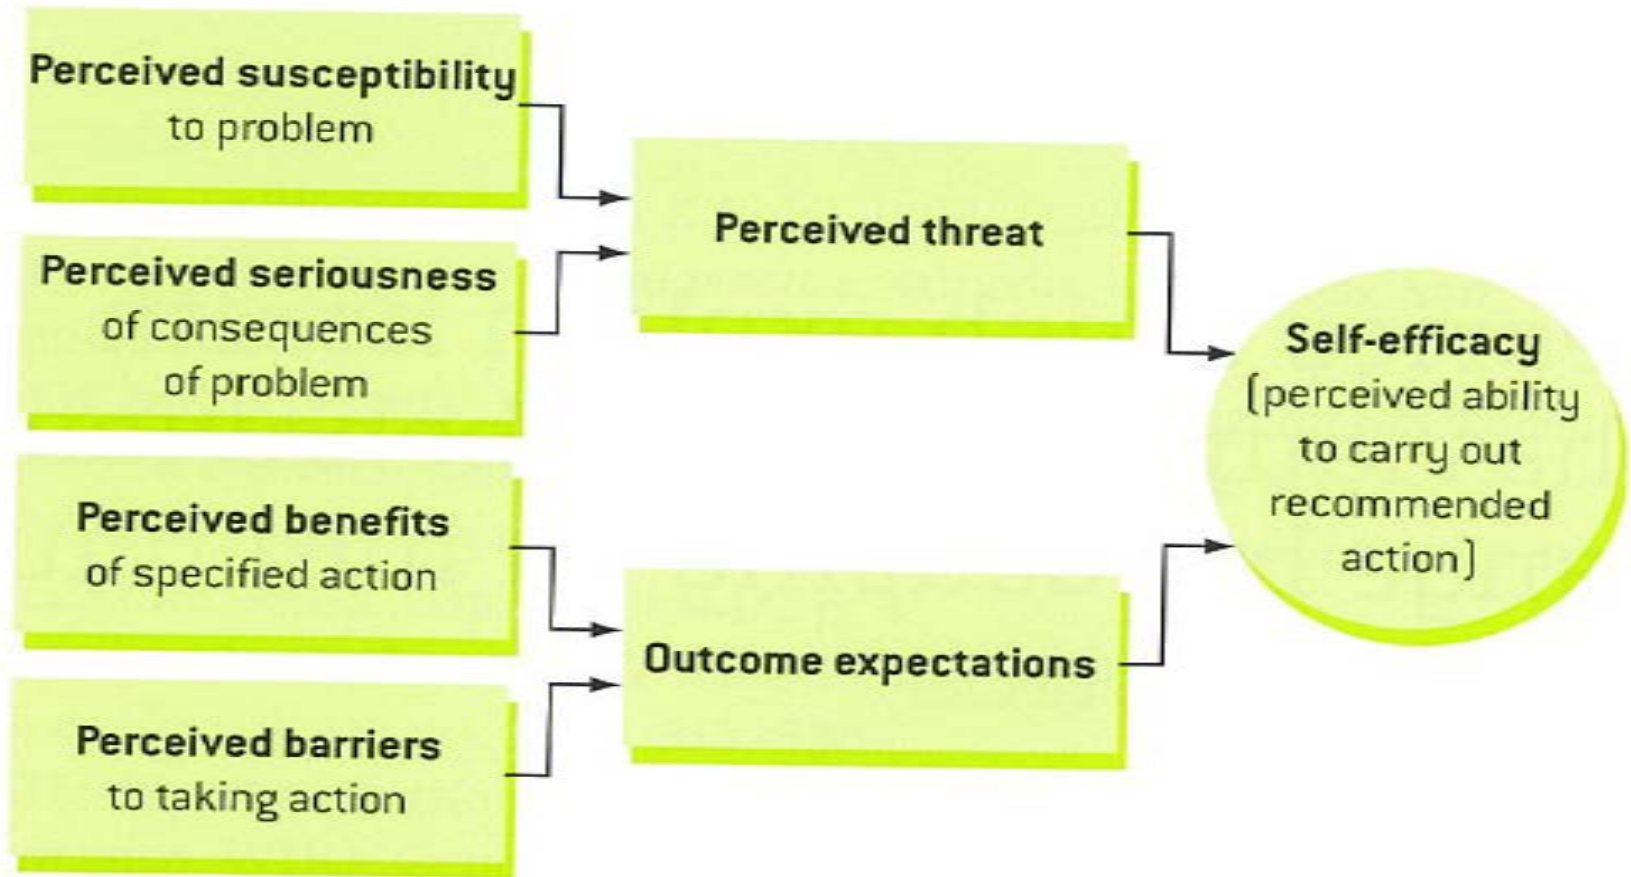 Perceived susceptibility
to problem
Perceived seriousness
of consequences
of problem
Perceived benefits
of specified action
Perceived barriers
to taking action
Perceived threat
Outcome expectations
Self-efficacy
(perceived ability
to carry out
recommended
action)